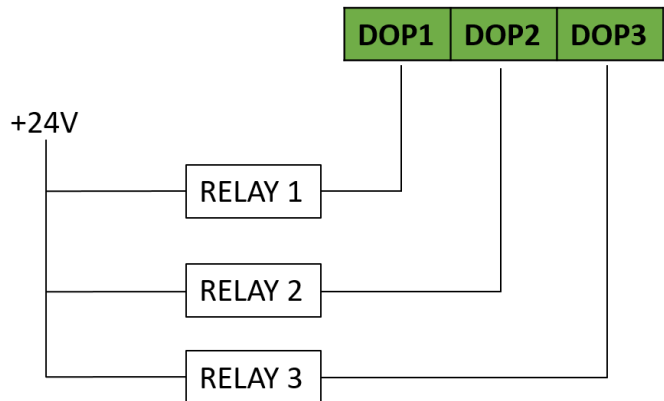 DOP1 DOP2 DOP3
+24V
RELAY 1
RELAY 2
RELAY 3